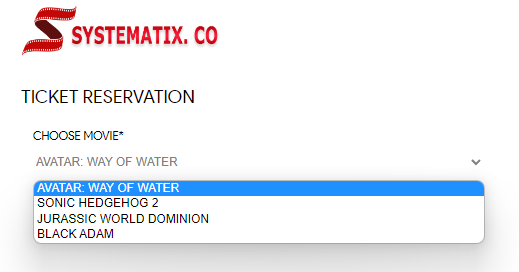 SYSTEMATIX. CO
TICKET RESERVATION
CHOOSE MOVIE*
AVATAR: WAY OF WATER
AVATAR: WAY OF WATER
SONIC HEDGEHOG 2
JURASSIC WORLD DOMINION
BLACK ADAM